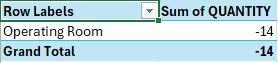 Row Labels Sum of QUANTITY
Operating Room -14
Grand Total -14